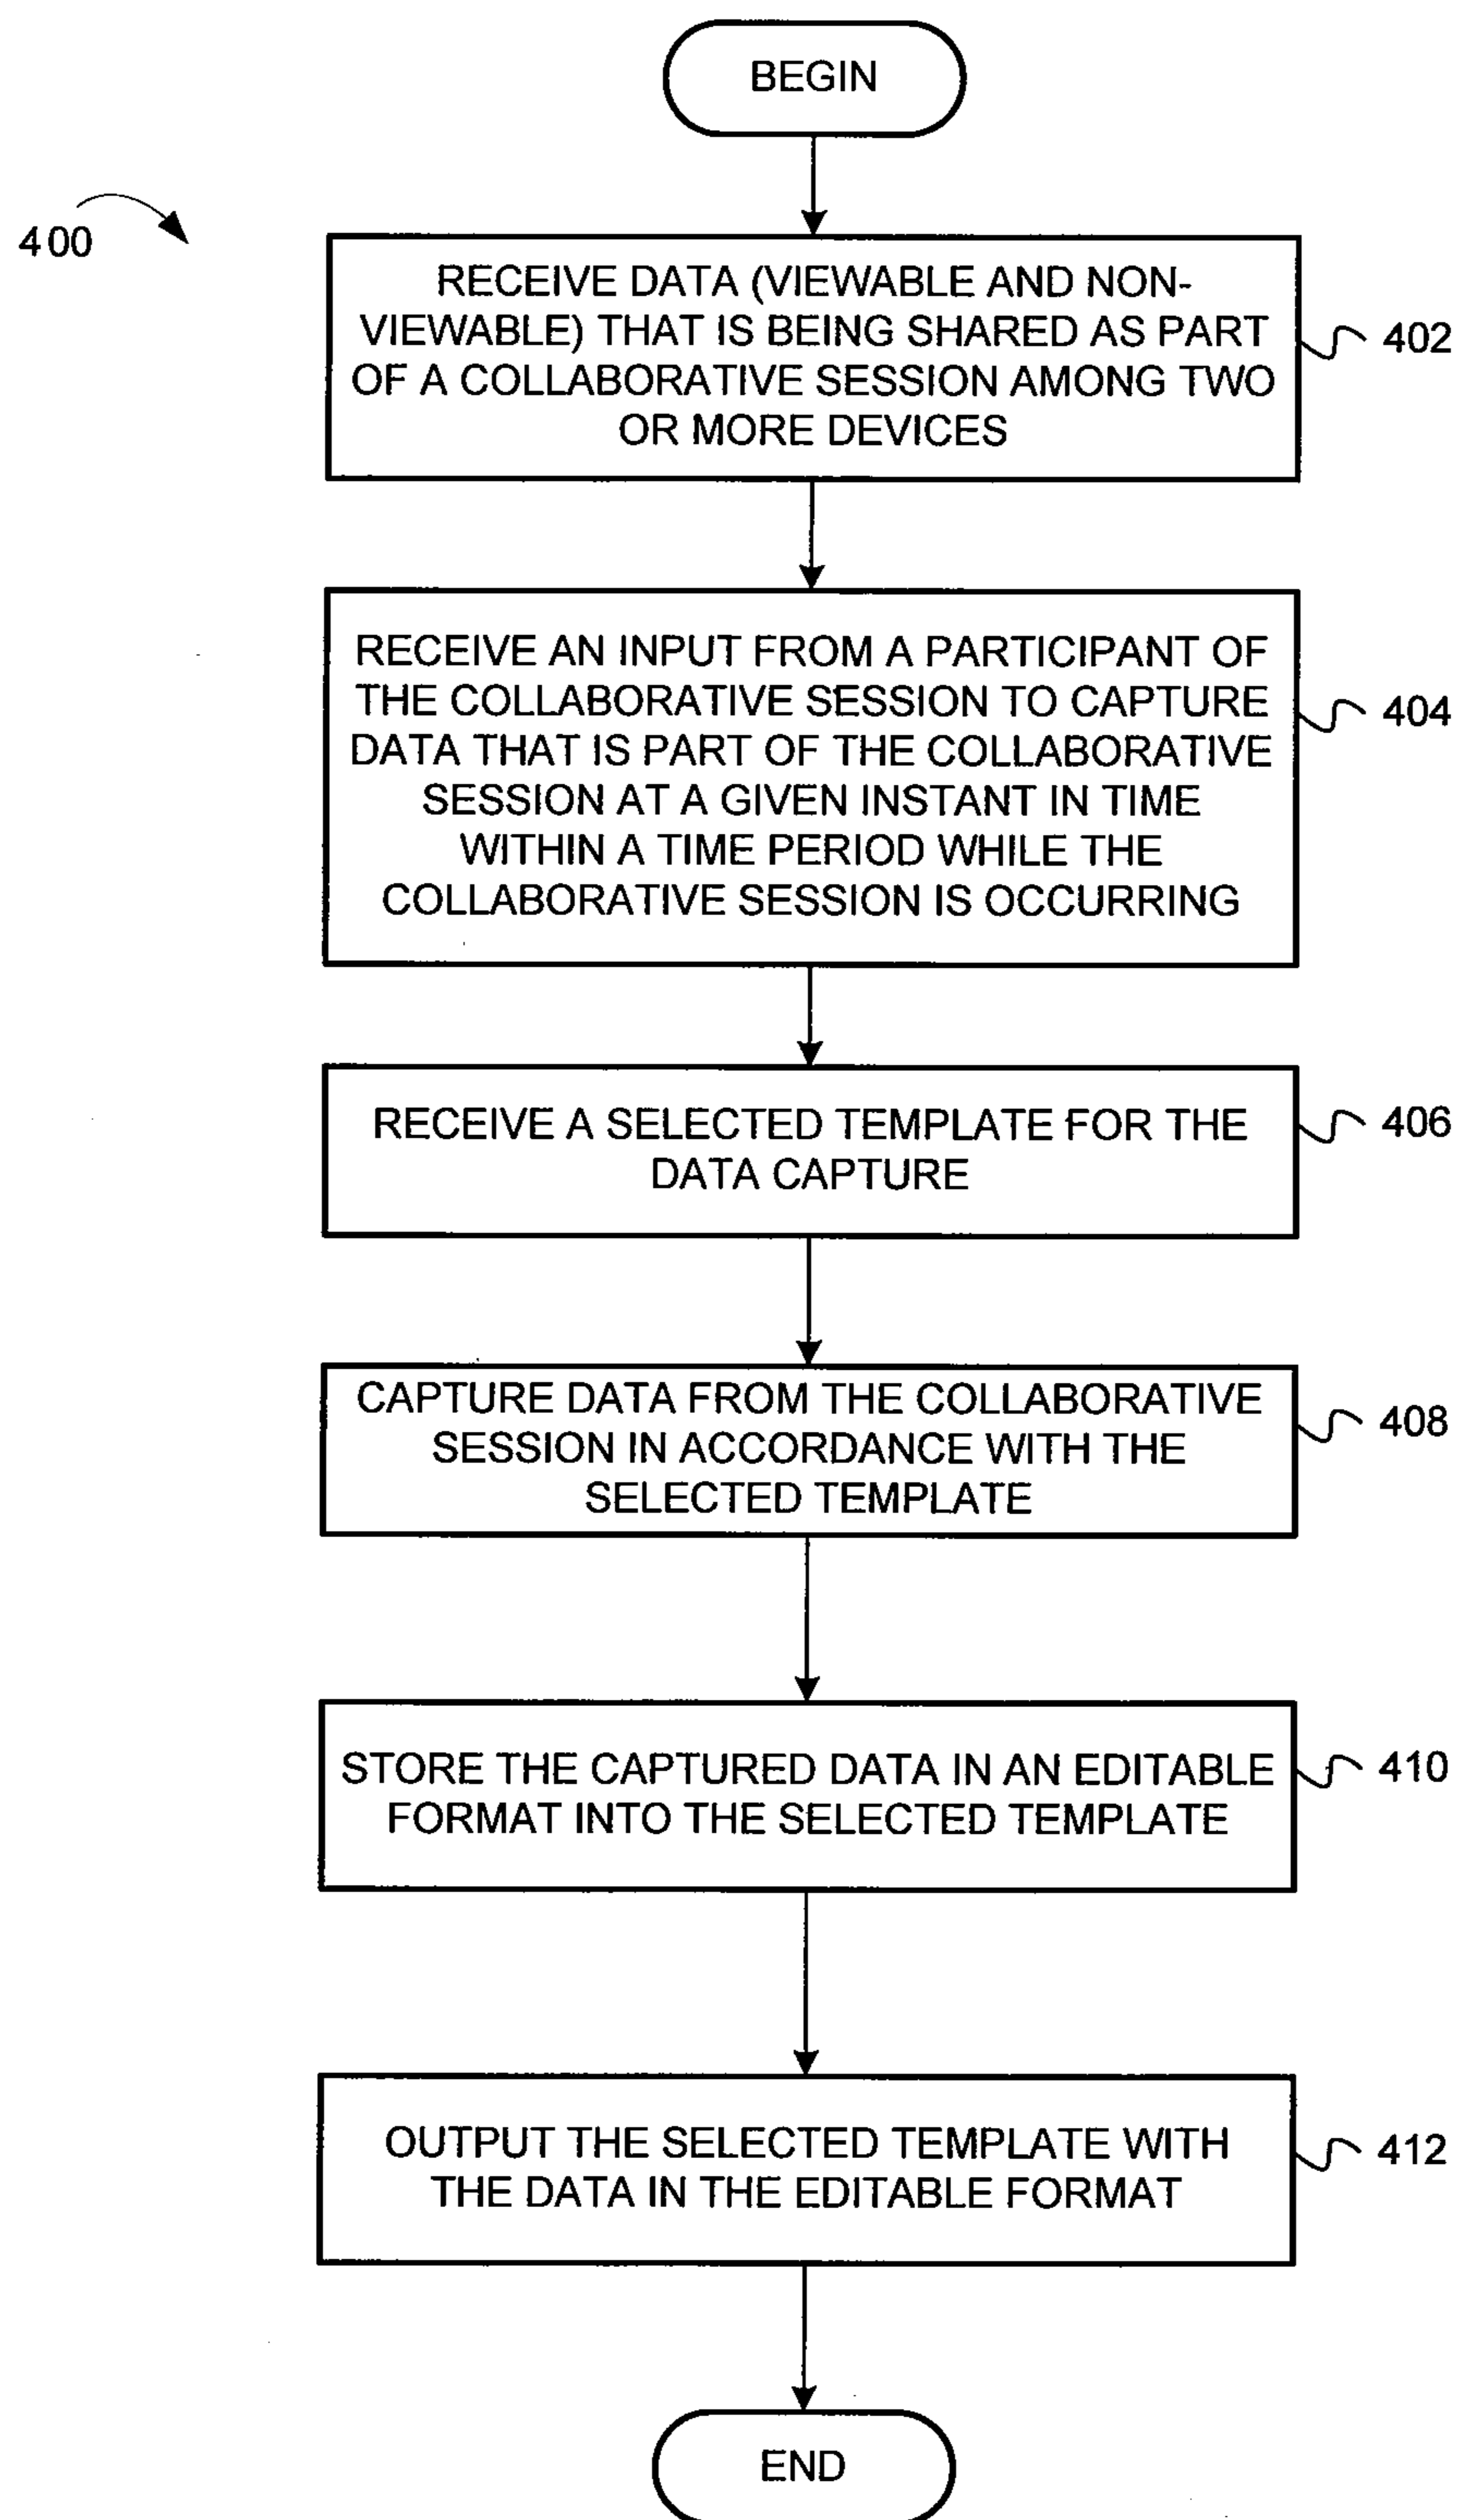 BEGIN
400
RECEIVE DATA (VIEWABLE AND NON-
VIEWABLE) THAT IS BEING SHARED AS PART
OF A COLLABORATIVE SESSION AMONG TWO
OR MORE DEVICES
402
RECEIVE AN INPUT FROM A PARTICIPANT OF
THE COLLABORATIVE SESSION TO CAPTURE
DATA THAT IS PART OF THE COLLABORATIVE
SESSION AT A GIVEN INSTANT IN TIME
WITHIN A TIME PERIOD WHILE THE
COLLABORATIVE SESSION IS OCCURRING
404
RECEIVE A SELECTED TEMPLATE FOR THE
DATA CAPTURE
406
CAPTURE DATA FROM THE COLLABORATIVE
SESSION IN ACCORDANCE WITH THE
SELECTED TEMPLATE
408
STORE THE CAPTURED DATA IN AN EDITABLE
FORMAT INTO THE SELECTED TEMPLATE
410
OUTPUT THE SELECTED TEMPLATE WITH
THE DATA IN THE EDITABLE FORMAT
412
END